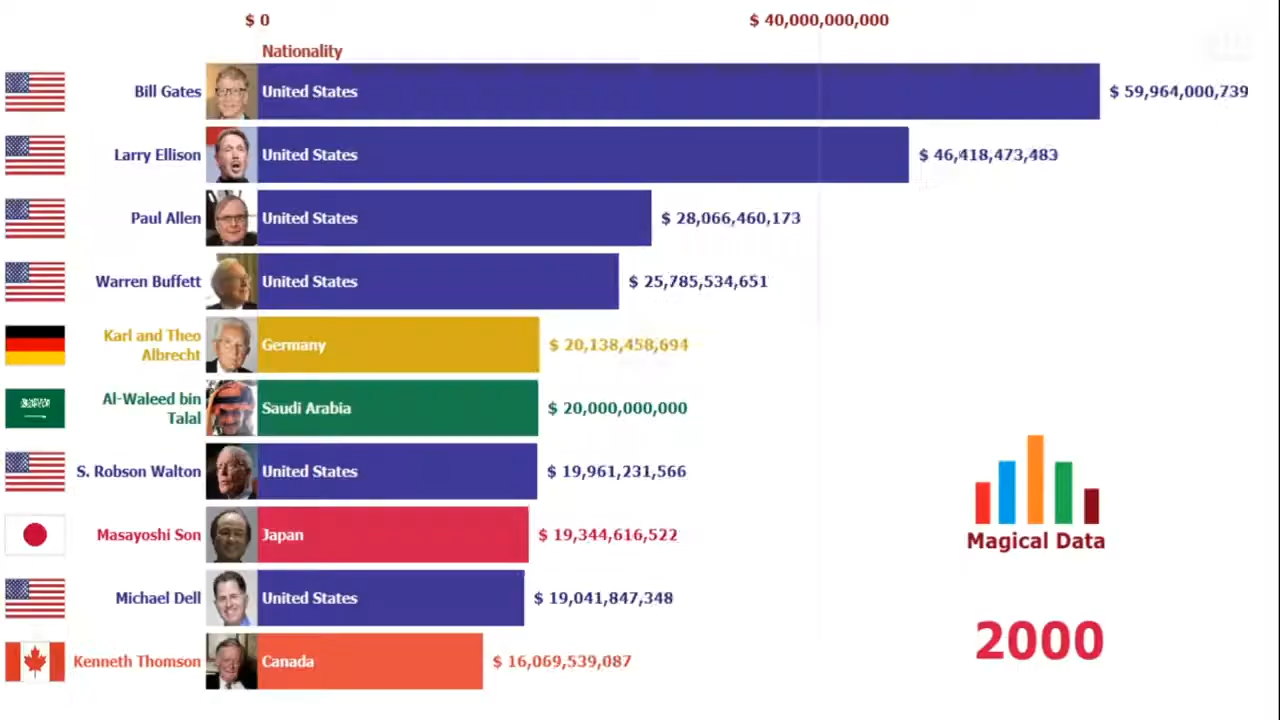 $ 0 $ 40,000,000,000
Nationality
Bill Gates United States $ 59,964,000,739
Larry Ellison United States $ 46,418,473,483
Paul Allen United States $ 28,066,460,173
Warren Buffett United States $ 25,785,534,651
Karl and Theo
Albrecht Germany $ 20,138,458,694
Al-Waleed bin
Talal Saudi Arabia $ 20,000,000,000
S. Robson Walton United States $ 19,961,231,566
Masayoshi Son Japan $ 19,344,616,522
Michael Dell United States $ 19,041,847,348
Kenneth Thomson Canada $ 16,069,539,087
Magical Data
2000